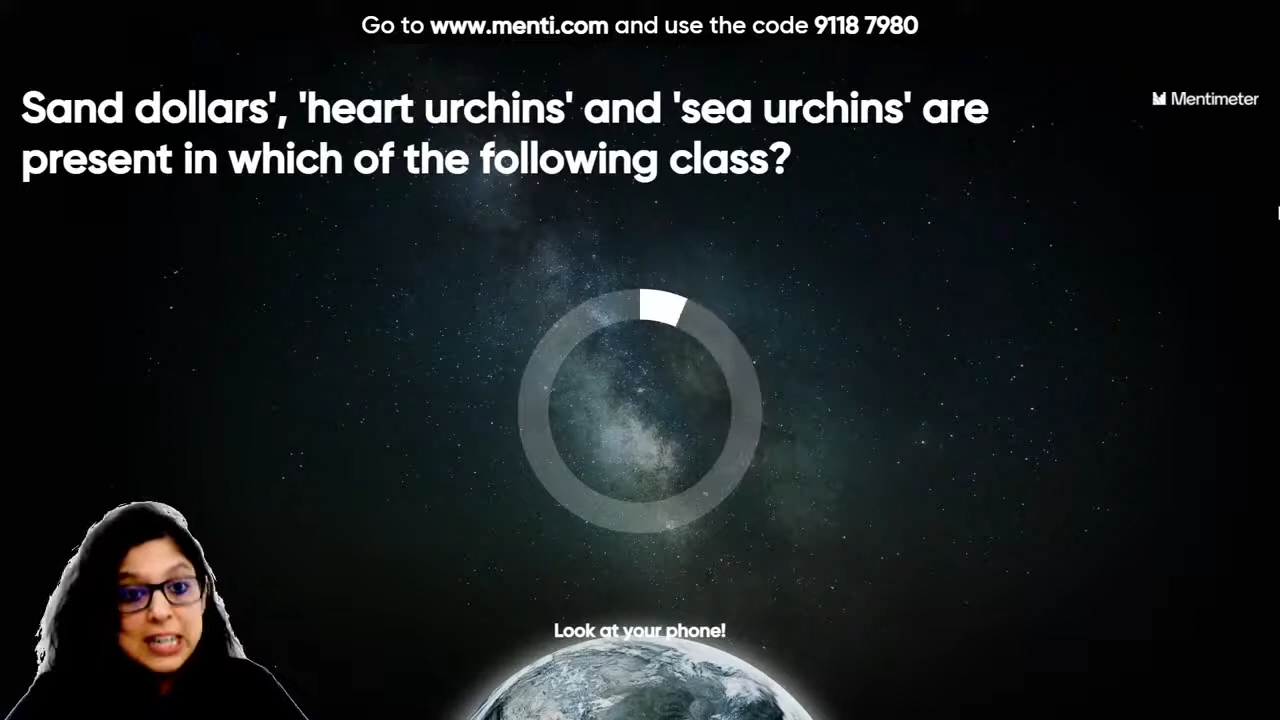 Go to www.menti.com and use the code 9118 7980
Sand dollars', 'heart urchins' and 'sea urchins' are
present in which of the following class?
Mentimeter
Look at your phone!